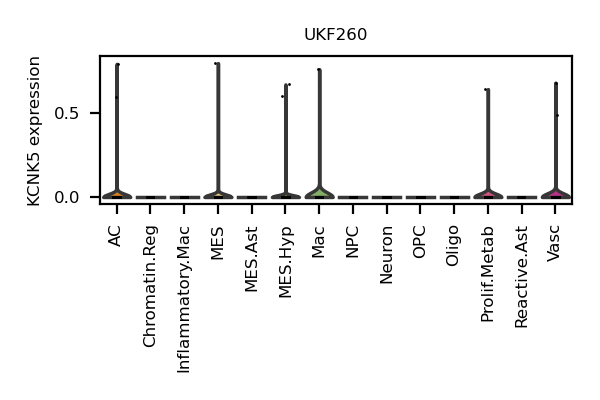 UKF260
KCNK5 expression
0.5
0.0
AC
Chromatin.Reg
Inflammatory.Mac
MES
MES.Ast
MES.Hyp
Mac
NPC
Neuron
OPC
Oligo
Prolif.Metab
Reactive.Ast
Vasc